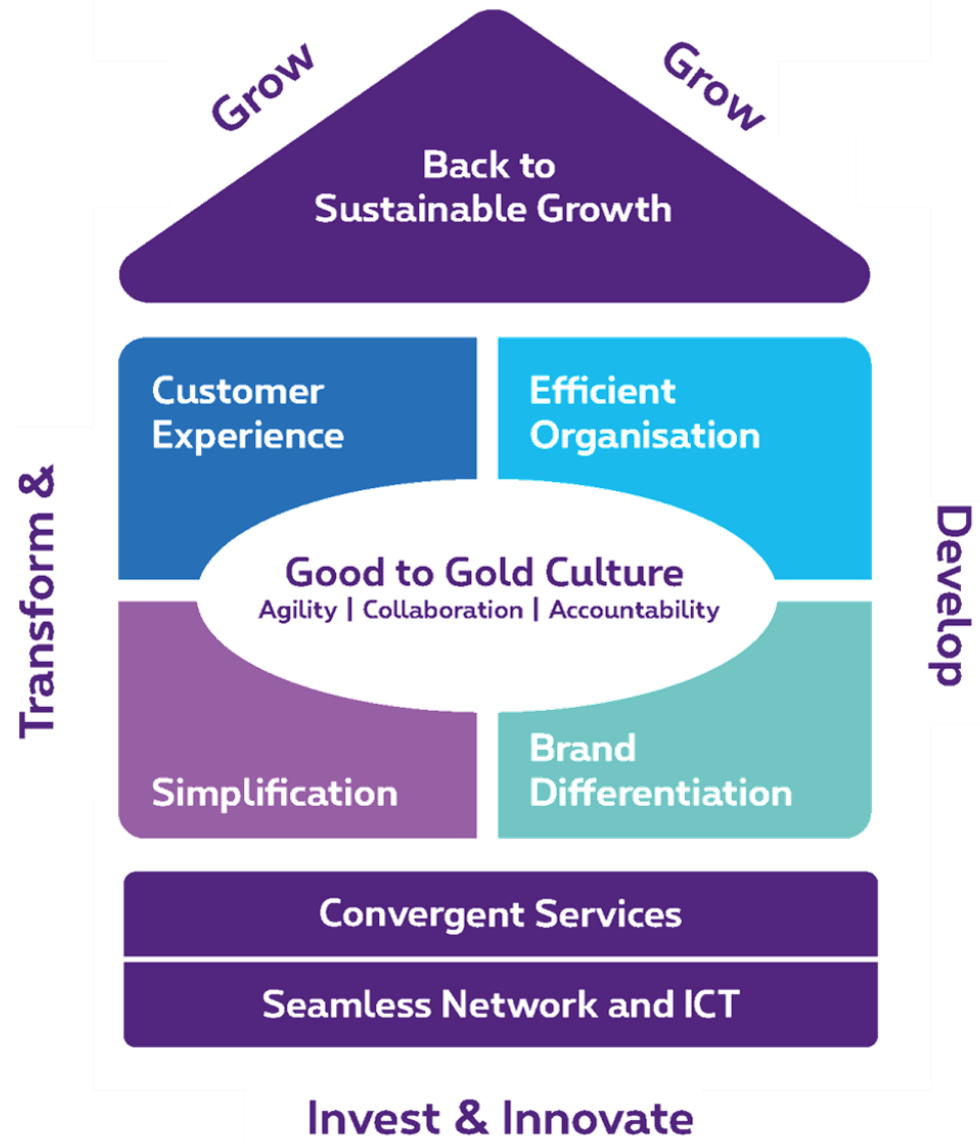 Grow
Grow
Back to
Sustainable Growth
Customer
Experience
Efficient
Organisation
Transform &
Develop
Good to Gold Culture
Agility | Collaboration | Accountability
Simplification
Brand
Differentiation
Convergent Services
Seamless Network and ICT
Invest & Innovate